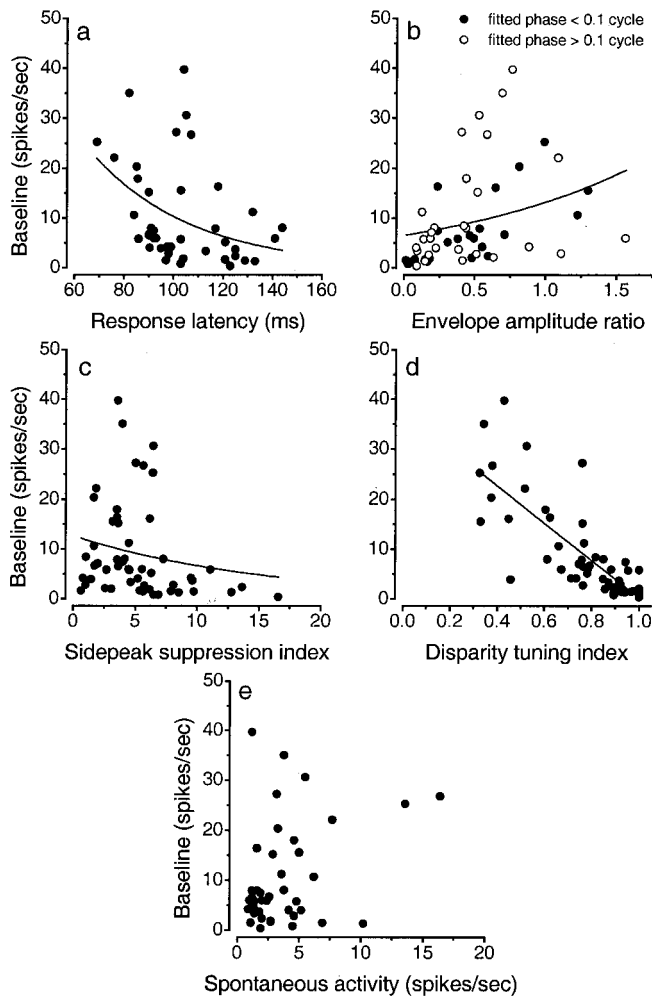 a
b
● fitted phase < 0.1 cycle
○ fitted phase > 0.1 cycle
Baseline (spikes/sec)
50
40
30
20
10
0
60 80 100 120 140 160
Response latency (ms)
50
40
30
20
10
0
0.0 0.5 1.0 1.5
Envelope amplitude ratio
c
Baseline (spikes/sec)
50
40
30
20
10
0
0 5 10 15 20
Sidepeak suppression index
d
50
40
30
20
10
0
0.0 0.2 0.4 0.6 0.8 1.0
Disparity tuning index
e
Baseline (spikes/sec)
50
40
30
20
10
0
0 5 10 15 20
Spontaneous activity (spikes/sec)